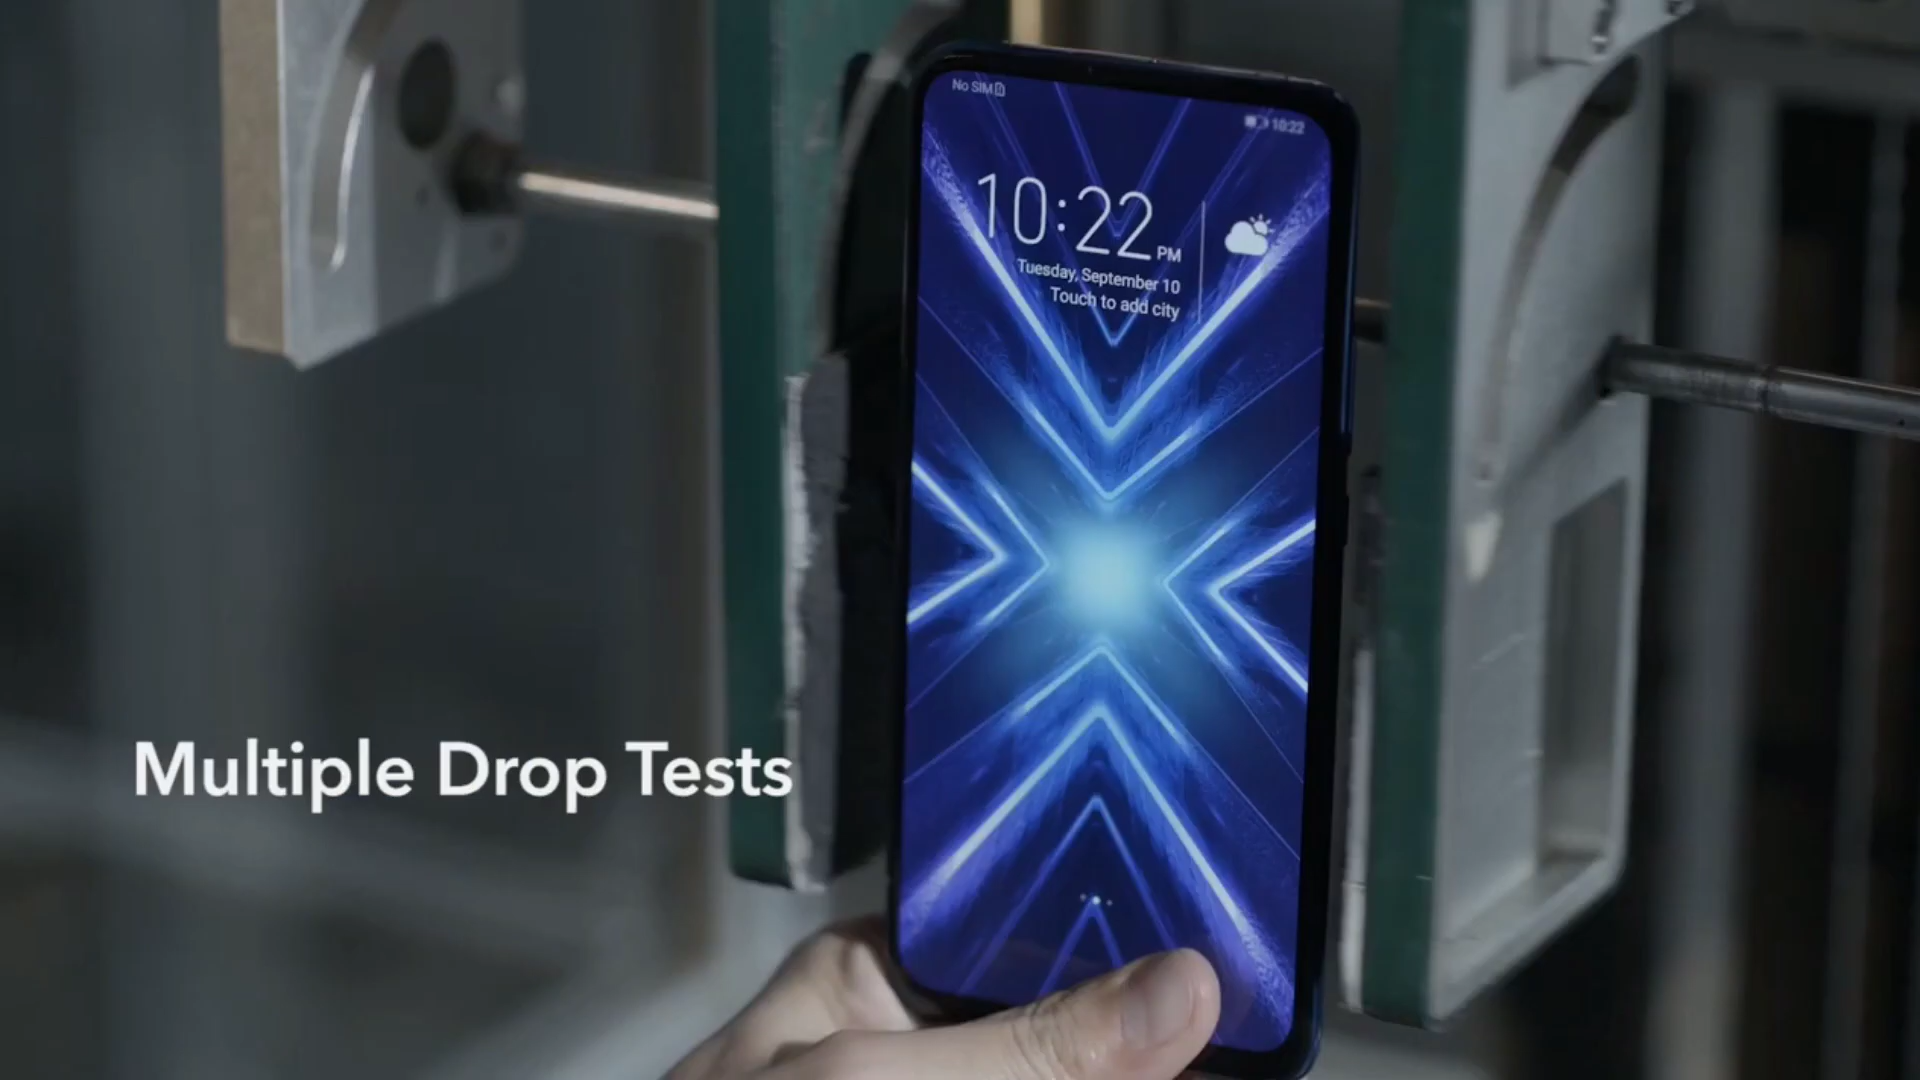 No SIM
10:22
10:22 PM
Tuesday, September 10
Touch to add city
Multiple Drop Tests